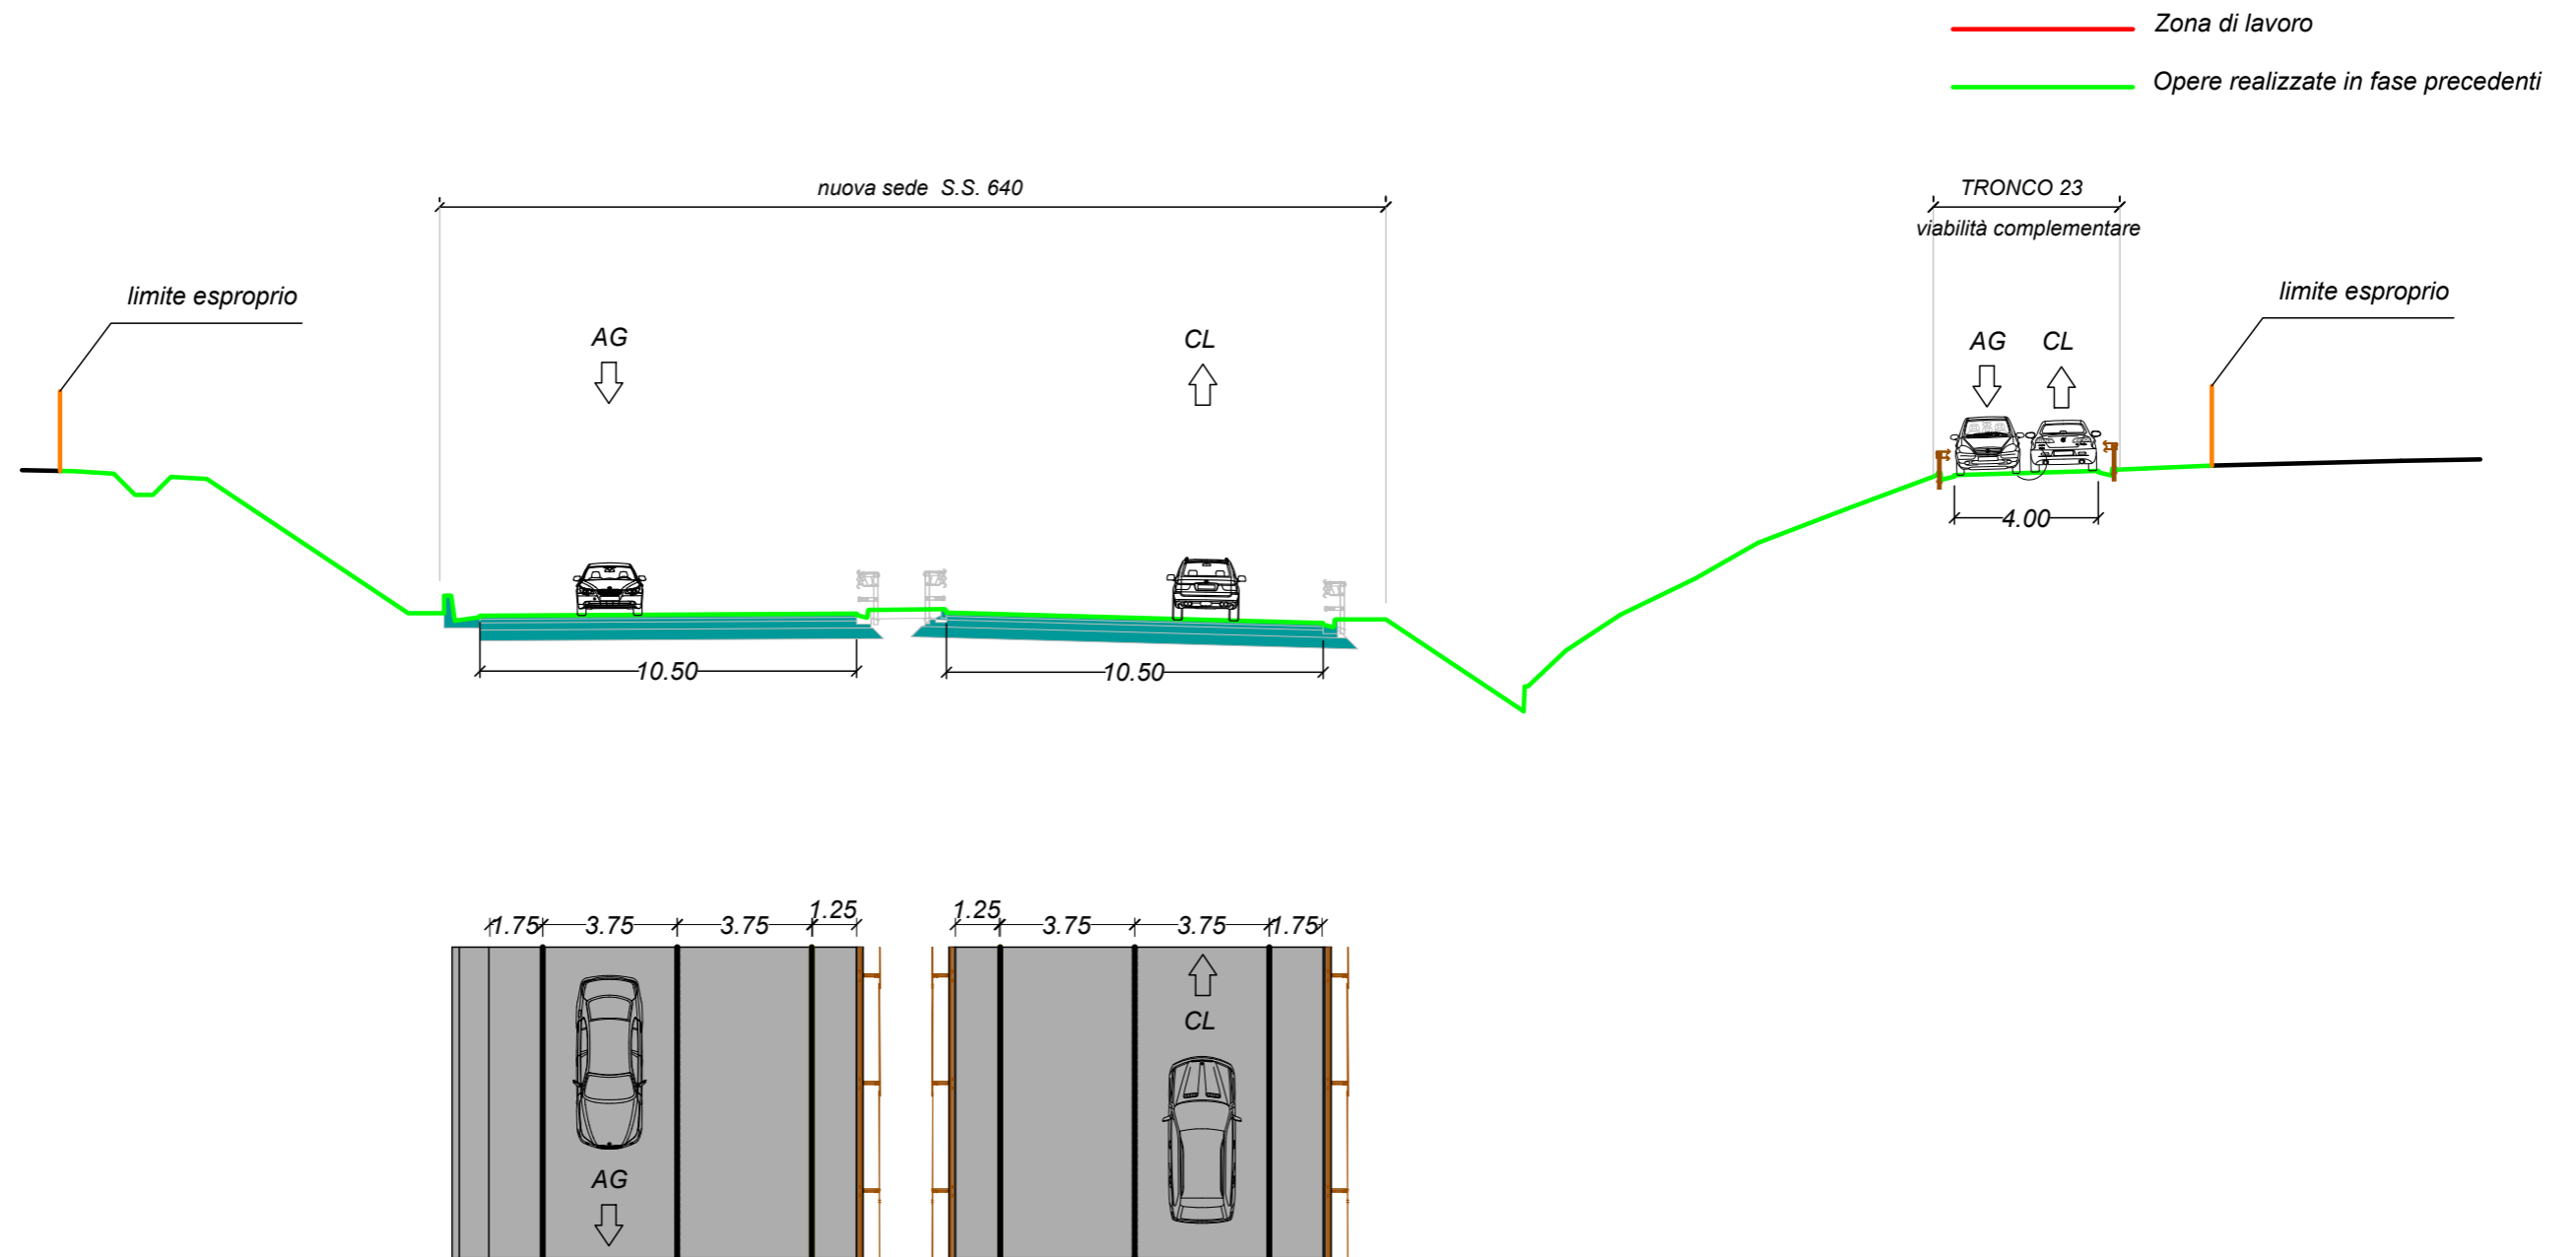 Zona di lavoro
Opere realizzate in fase precedenti
nuova sede S.S. 640
TRONCO 23
viabilità complementare
limite esproprio
limite esproprio
AG
CL
AG
CL
4.00
10.50
10.50
1.75
3.75
3.75
1.25
1.25
3.75
3.75
1.75
CL
AG